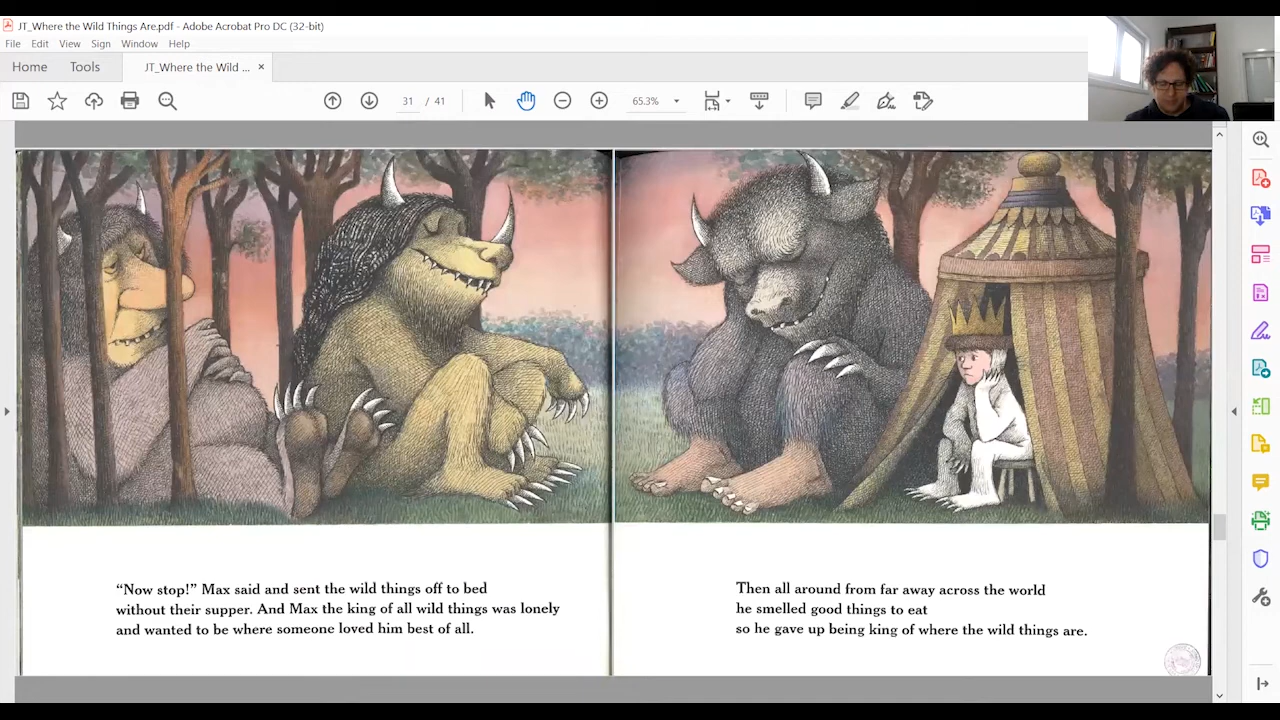 JT_Where the Wild Things Are.pdf - Adobe Acrobat Pro DC (32-bit)
File Edit View Sign Window Help
Home Tools JT_Where the Wild ... ×
31 / 41 65.3%
“Now stop!” Max said and sent the wild things off to bed
without their supper. And Max the king of all wild things was lonely
and wanted to be where someone loved him best of all.
Then all around from far away across the world
he smelled good things to eat
so he gave up being king of where the wild things are.